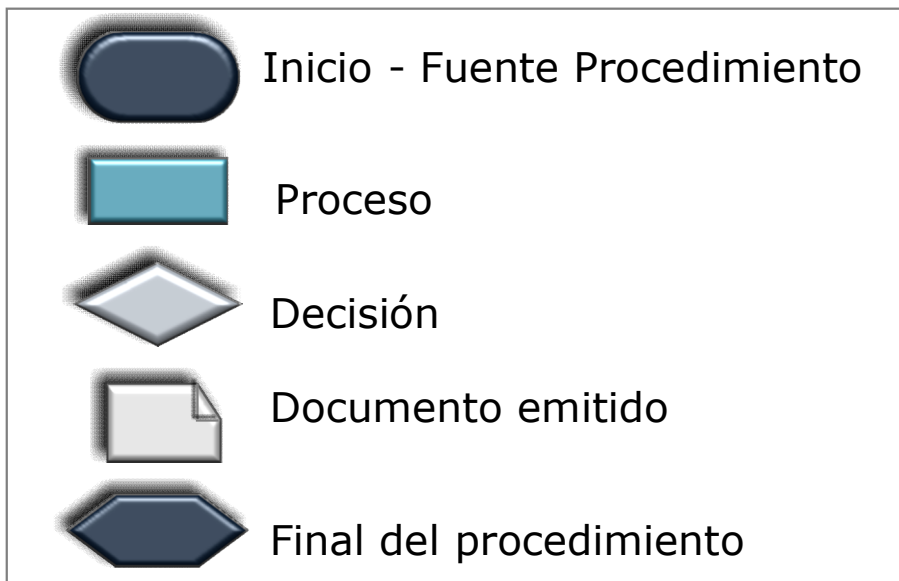 Inicio - Fuente Procedimiento
Proceso
Decisión
Documento emitido
Final del procedimiento